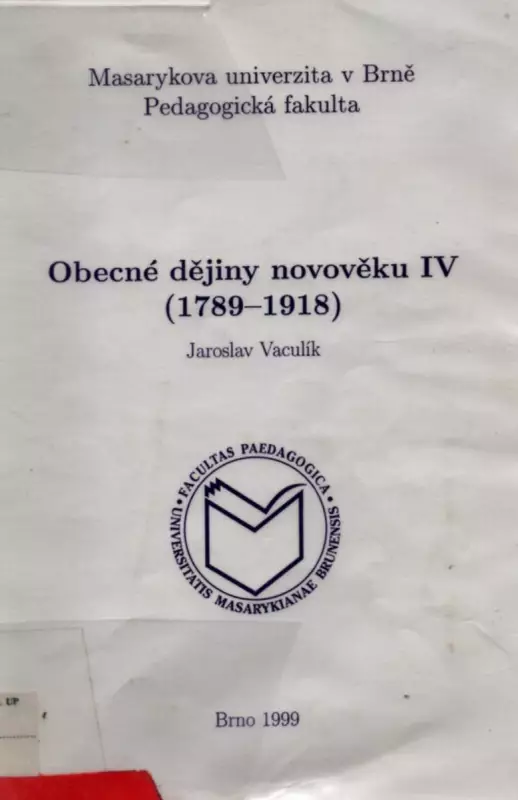 Masarykova univerzita v Brně
Pedagogická fakulta
Obecné dějiny novověku IV
(1789–1918)
Jaroslav Vaculík
• FACULTAS PAEDAGOGICA •
UNIVERSITATIS MASARYKIANAE BRUNENSIS
UP
Brno 1999